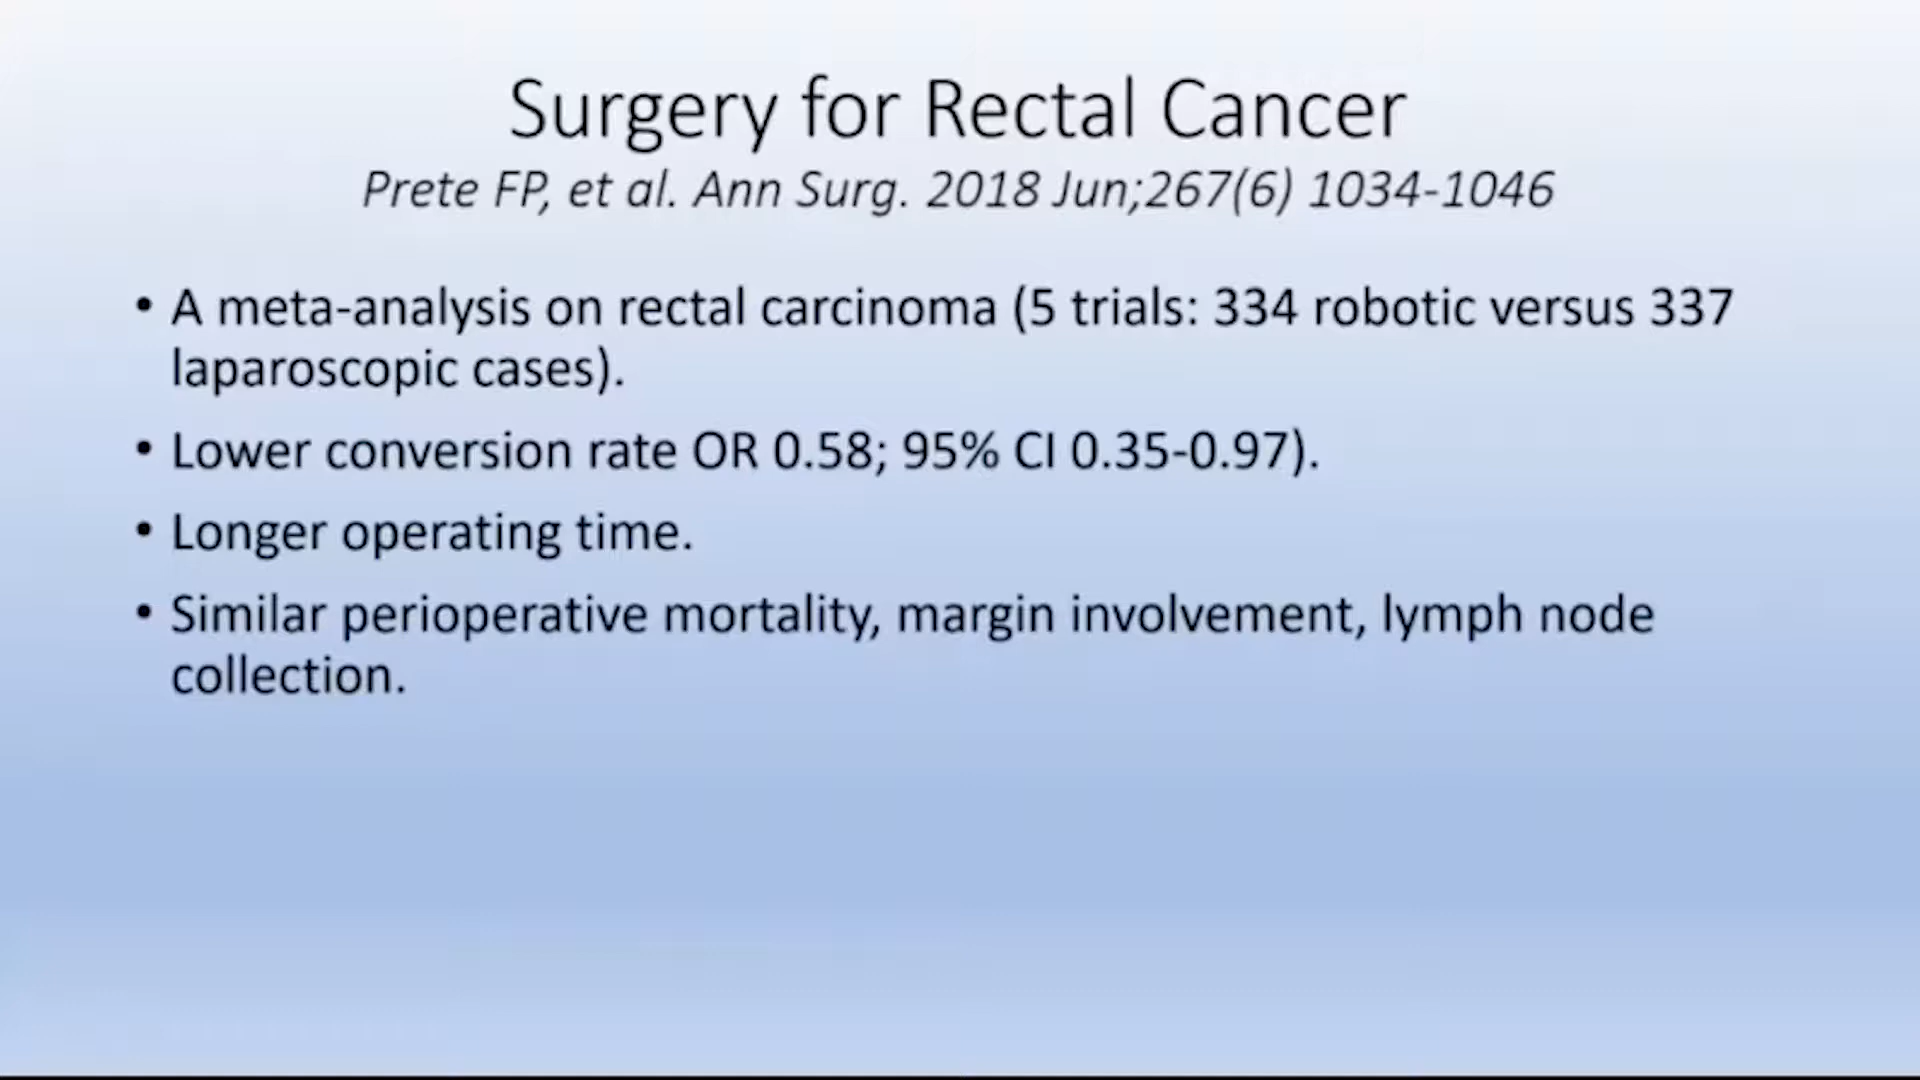 Surgery for Rectal Cancer
Prete FP, et al. Ann Surg. 2018 Jun;267(6) 1034-1046
• A meta-analysis on rectal carcinoma (5 trials: 334 robotic versus 337
laparoscopic cases).
• Lower conversion rate OR 0.58; 95% CI 0.35-0.97).
• Longer operating time.
• Similar perioperative mortality, margin involvement, lymph node
collection.